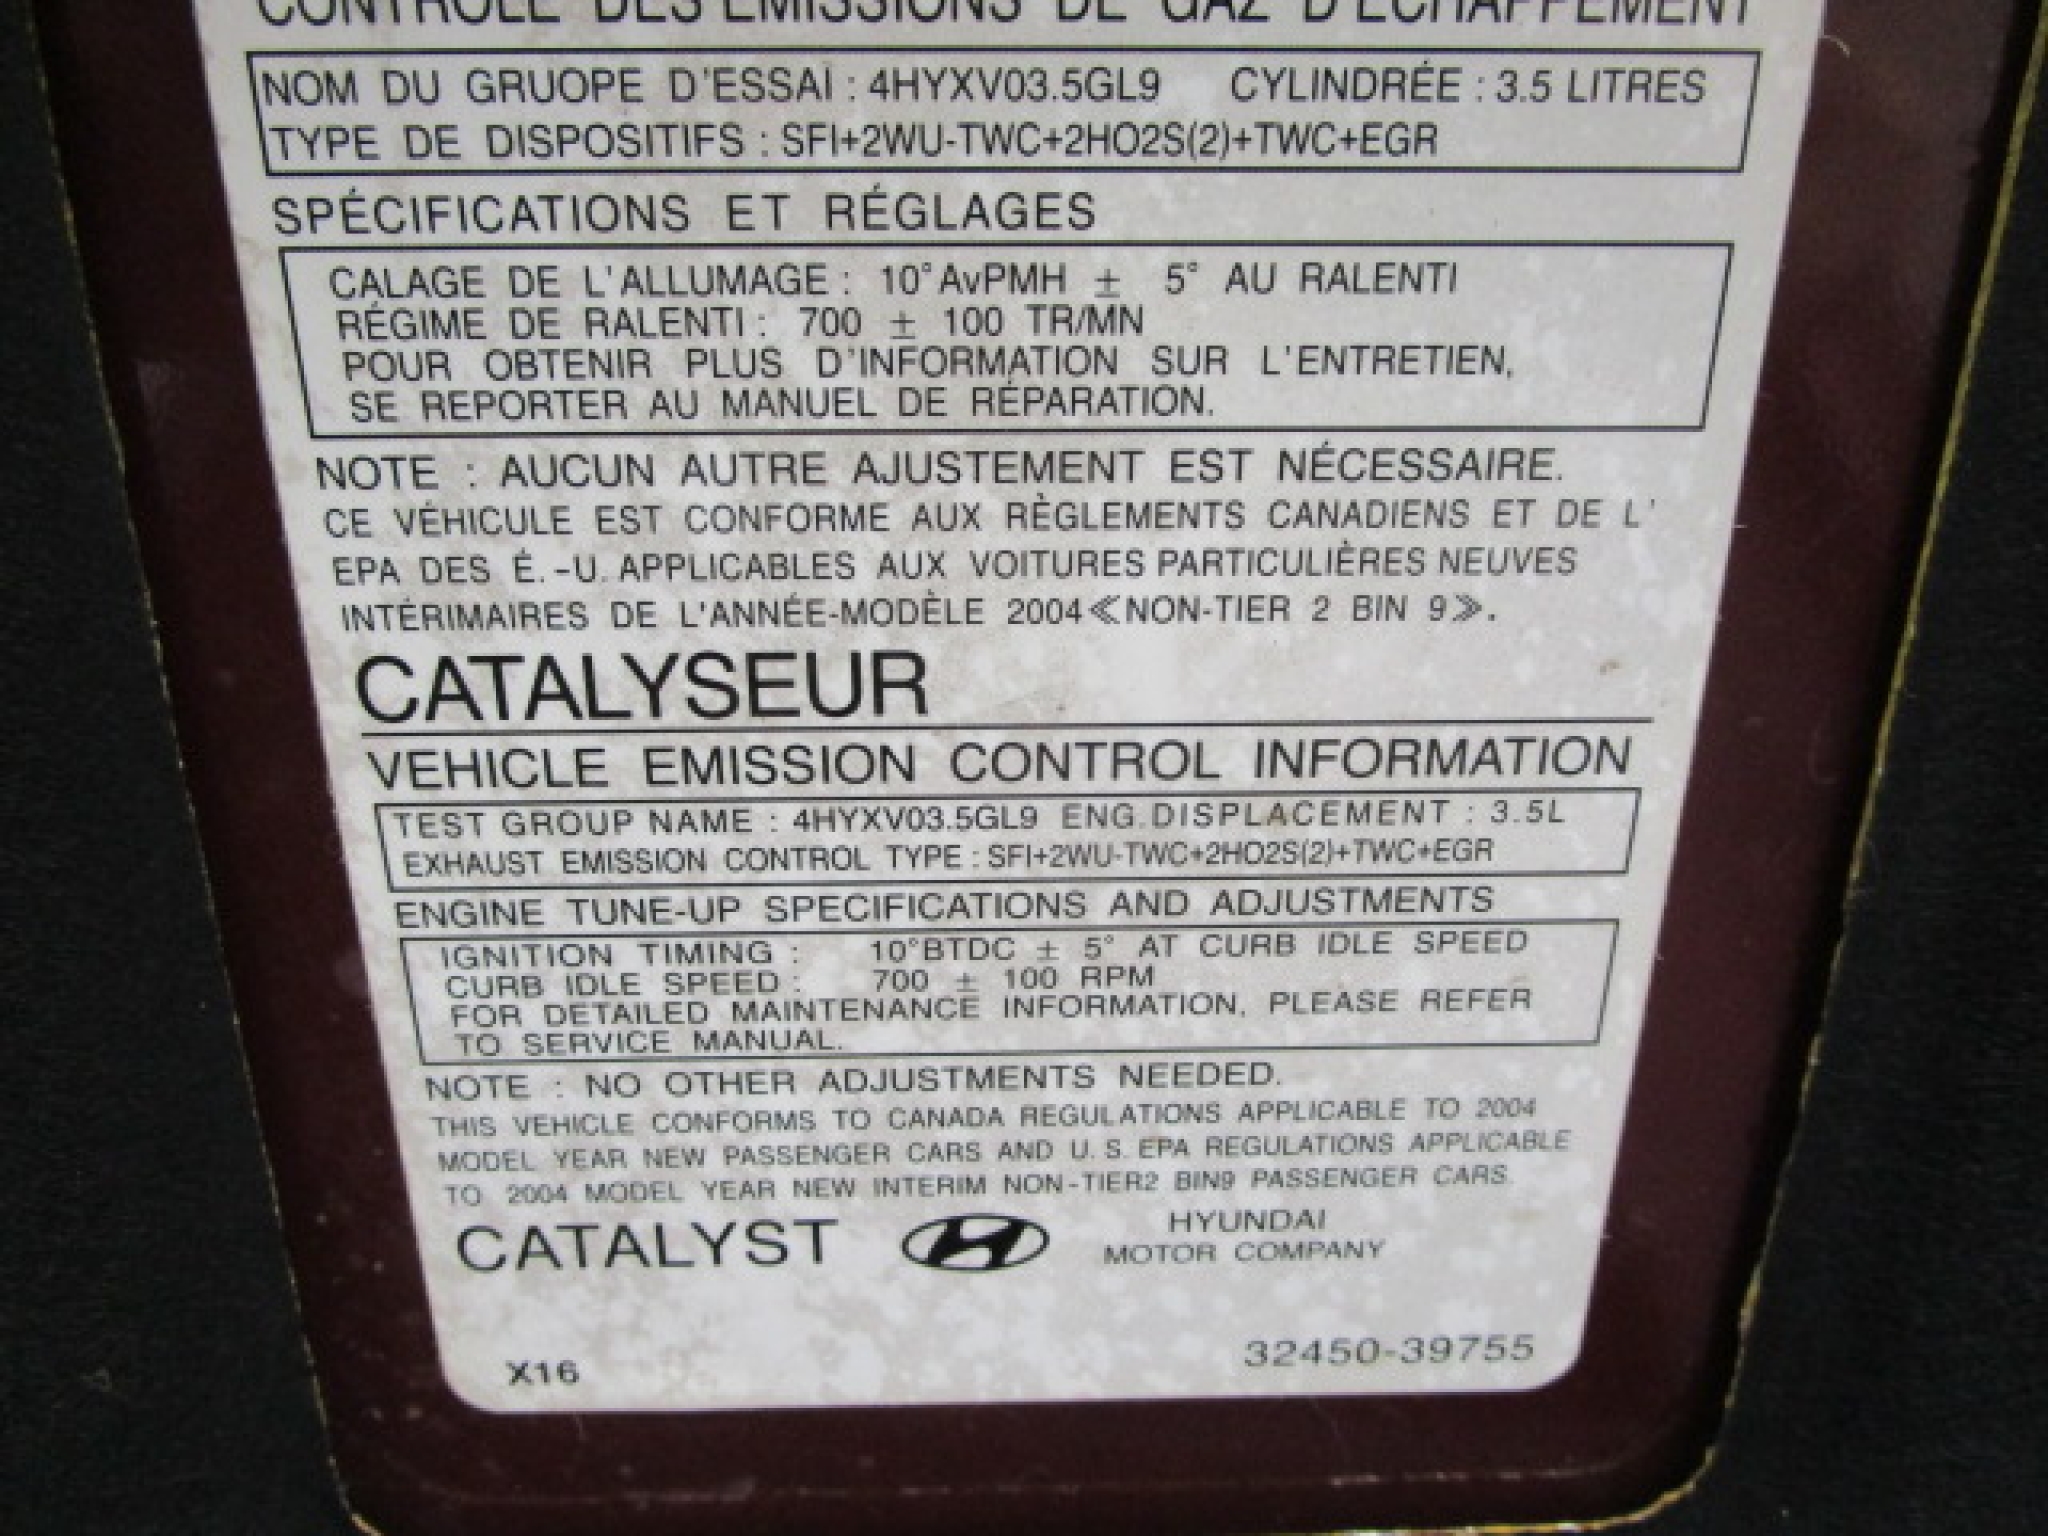 CONTRÔLE DES ÉMISSIONS DE GAZ D'ÉCHAPPEMENT
NOM DU GRUOPE D'ESSAI : 4HYXV03.5GL9 CYLINDRÉE : 3.5 LITRES
TYPE DE DISPOSITIFS : SFI+2WU-TWC+2HO2S(2)+TWC+EGR
SPÉCIFICATIONS ET RÉGLAGES
CALAGE DE L'ALLUMAGE : 10° AvPMH ± 5° AU RALENTI
RÉGIME DE RALENTI : 700 ± 100 TR/MN
POUR OBTENIR PLUS D'INFORMATION SUR L'ENTRETIEN,
SE REPORTER AU MANUEL DE RÉPARATION.
NOTE : AUCUN AUTRE AJUSTEMENT EST NÉCESSAIRE.
CE VÉHICULE EST CONFORME AUX RÈGLEMENTS CANADIENS ET DE L'
EPA DES É.-U. APPLICABLES AUX VOITURES PARTICULIÈRES NEUVES
INTÉRIMAIRES DE L'ANNÉE-MODÈLE 2004≪NON-TIER 2 BIN 9≫.
CATALYSEUR
VEHICLE EMISSION CONTROL INFORMATION
TEST GROUP NAME : 4HYXV03.5GL9 ENG.DISPLACEMENT : 3.5L
EXHAUST EMISSION CONTROL TYPE : SFI+2WU-TWC+2HO2S(2)+TWC+EGR
ENGINE TUNE-UP SPECIFICATIONS AND ADJUSTMENTS
IGNITION TIMING : 10°BTDC ± 5° AT CURB IDLE SPEED
CURB IDLE SPEED : 700 ± 100 RPM
FOR DETAILED MAINTENANCE INFORMATION, PLEASE REFER
TO SERVICE MANUAL.
NOTE : NO OTHER ADJUSTMENTS NEEDED.
THIS VEHICLE CONFORMS TO CANADA REGULATIONS APPLICABLE TO 2004
MODEL YEAR NEW PASSENGER CARS AND U.S.EPA REGULATIONS APPLICABLE
TO 2004 MODEL YEAR NEW INTERIM NON-TIER2 BIN9 PASSENGER CARS.
CATALYST HYUNDAI
MOTOR COMPANY
X16 32450-39755